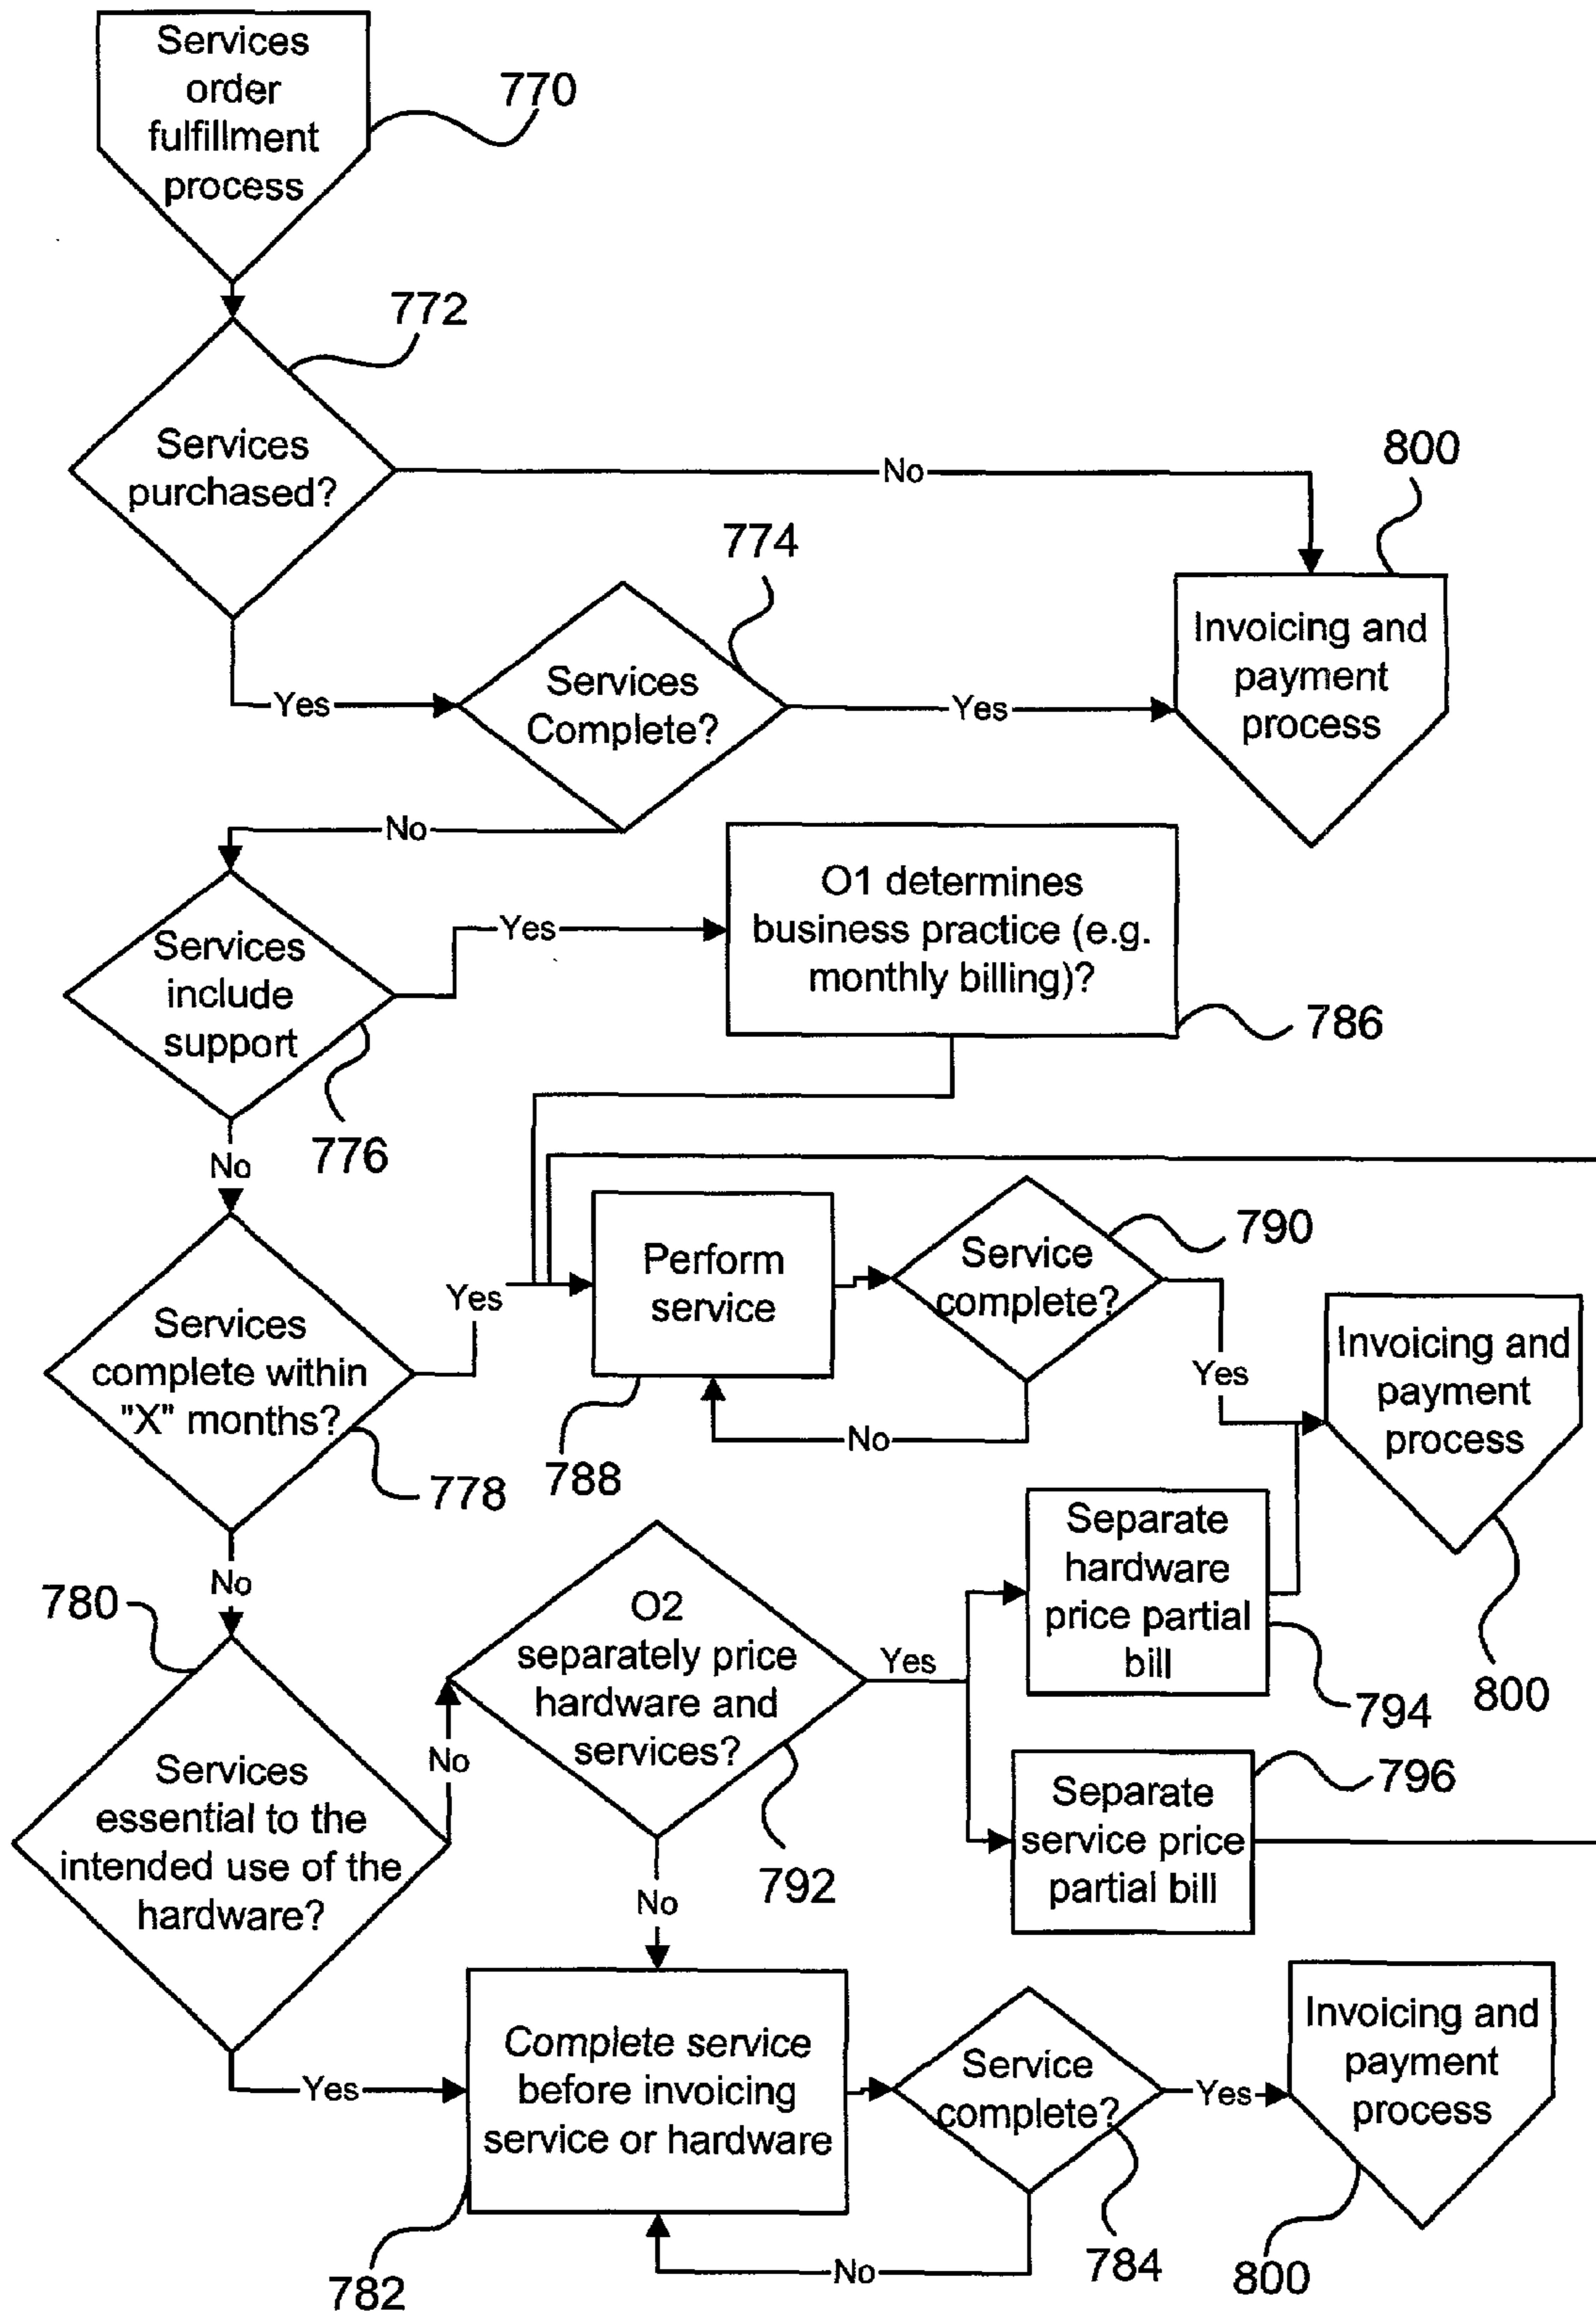 Services
order
fulfillment
process
770
772
Services
purchased?
No
800
774
Yes
Services
Complete?
Yes
Invoicing and
payment
process
No
O1 determines
business practice (e.g.
monthly billing)?
Yes
Services
include
support
786
776
No
790
Perform
service
Service
complete?
Yes
Services
complete within
"X" months?
Yes
Invoicing and
payment
process
No
788
778
Separate
hardware
price partial
bill
No
780
O2
separately price
hardware and
services?
Yes
794
800
No
Services
essential to the
intended use of the
hardware?
796
Separate
service price
partial bill
792
No
Invoicing and
payment
process
Complete service
before invoicing
service or hardware
Service
complete?
Yes
Yes
No
782
784
800